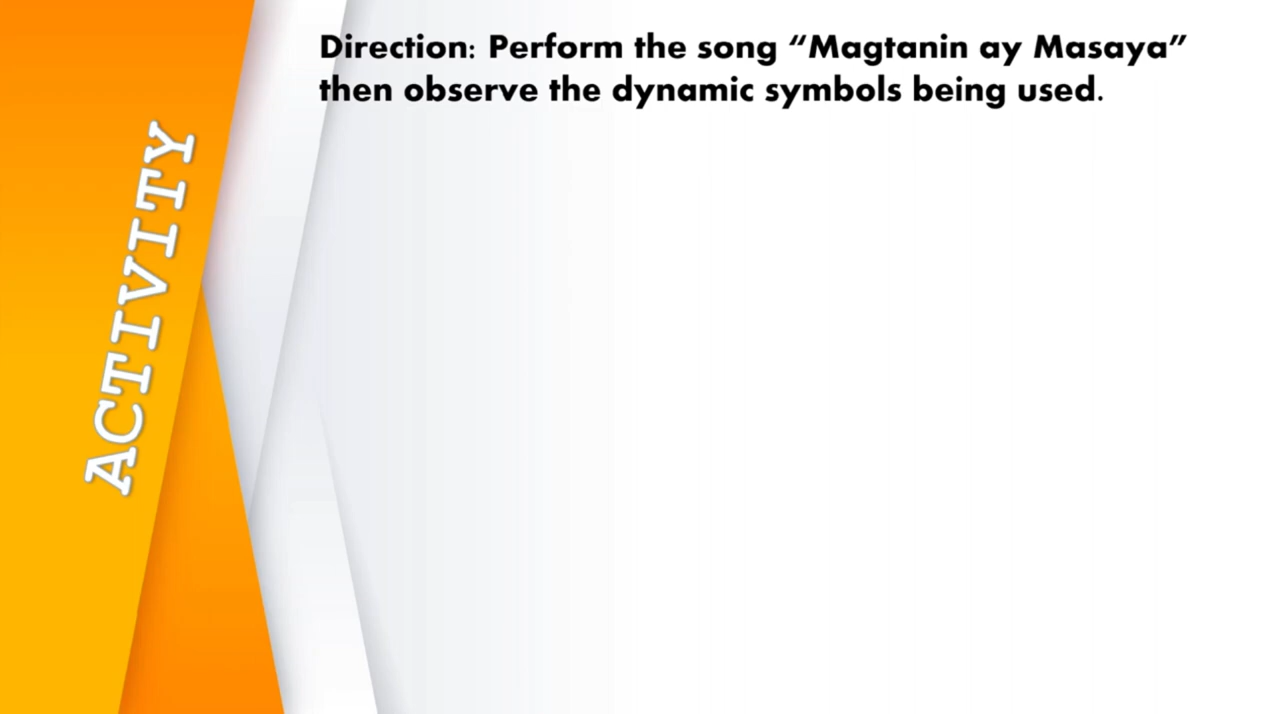 Direction: Perform the song “Magtanin ay Masaya”
then observe the dynamic symbols being used.
ACTIVITY